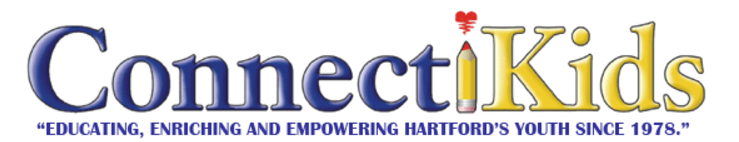 ConnectiKids
“EDUCATING, ENRICHING AND EMPOWERING HARTFORD’S YOUTH SINCE 1978.”